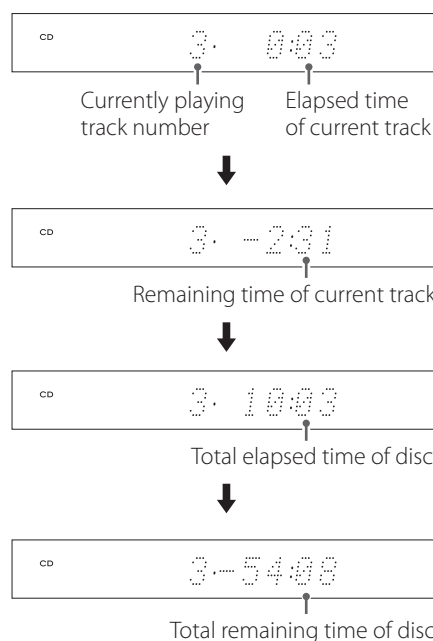 CD 3. 0:03
Currently playing Elapsed time
track number of current track
CD 3. -2:31
Remaining time of current track
CD 3. 10:03
Total elapsed time of disc
CD 3.-54:08
Total remaining time of disc